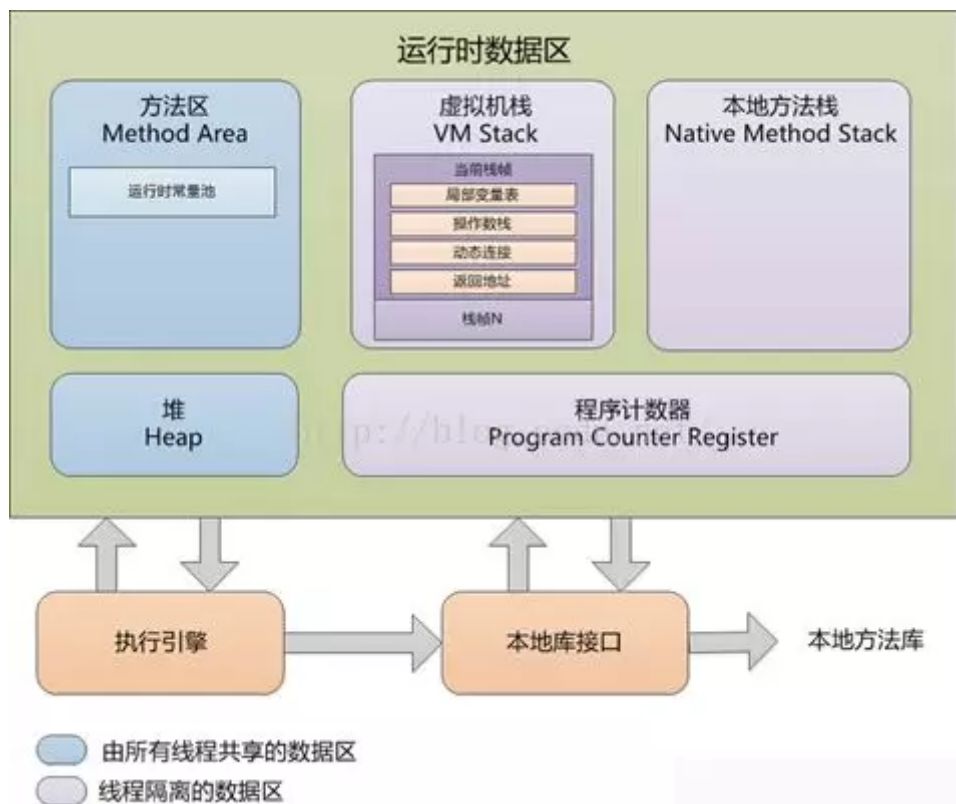 运行时数据区
方法区
Method Area
运行时常量池
虚拟机栈
VM Stack
当前栈帧
局部变量表
操作数栈
动态连接
返回地址
栈帧N
本地方法栈
Native Method Stack
堆
Heap
程序计数器
Program Counter Register
执行引擎
本地库接口
本地方法库
由所有线程共享的数据区
线程隔离的数据区